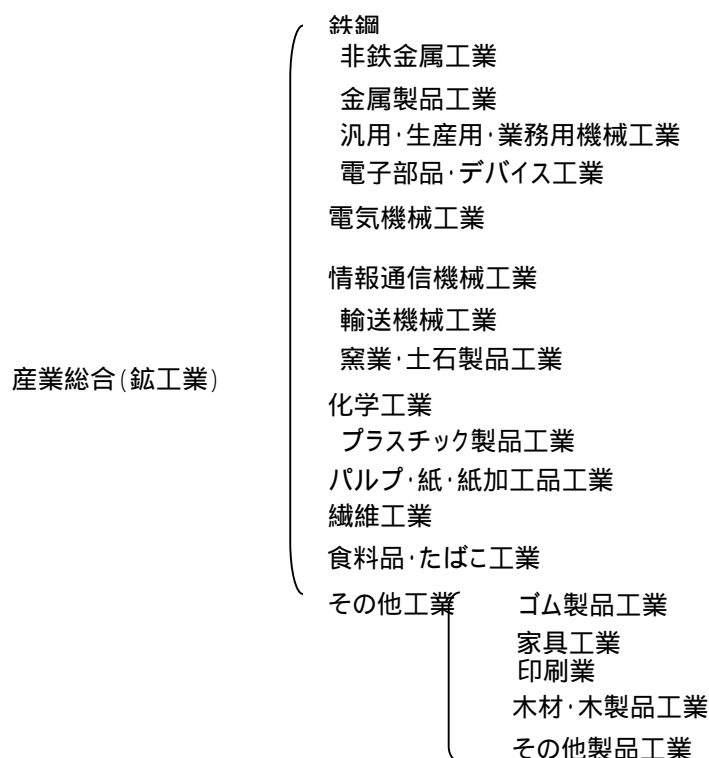 鉄鋼
非鉄金属工業
金属製品工業
汎用･生産用･業務用機械工業
電子部品･デバイス工業
電気機械工業
情報通信機械工業
輸送機械工業
窯業･土石製品工業
産業総合(鉱工業)
化学工業
プラスチック製品工業
パルプ･紙･紙加工品工業
繊維工業
食料品･たばこ工業
その他工業 ゴム製品工業
家具工業
印刷業
木材･木製品工業
その他製品工業